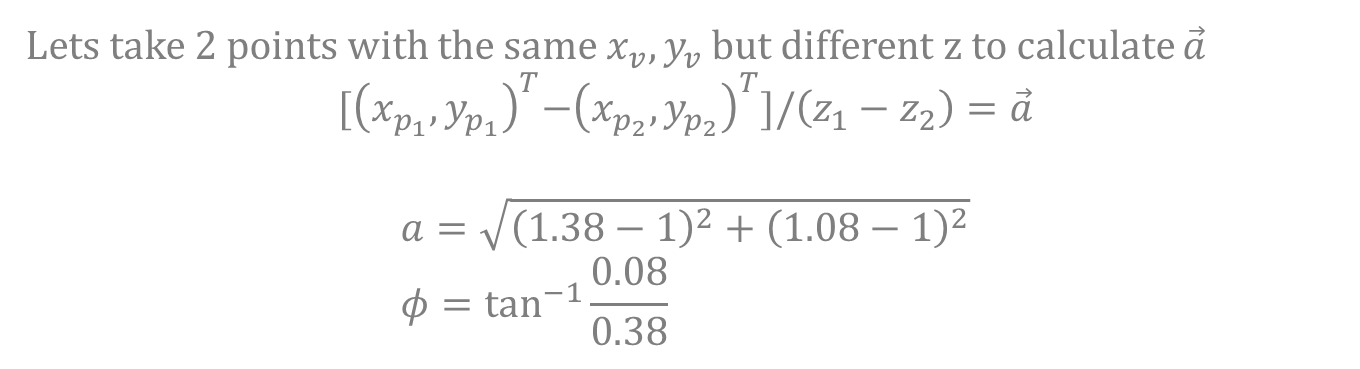 Lets take 2 points with the same x_v, y_v but different z to calculate a⃗
[(x_{p_1}, y_{p_1})^T −(x_{p_2}, y_{p_2})^T]/(z_1 − z_2) = a⃗
a = √((1.38 − 1)² + (1.08 − 1)²)
ϕ = tan⁻¹ 0.08/0.38